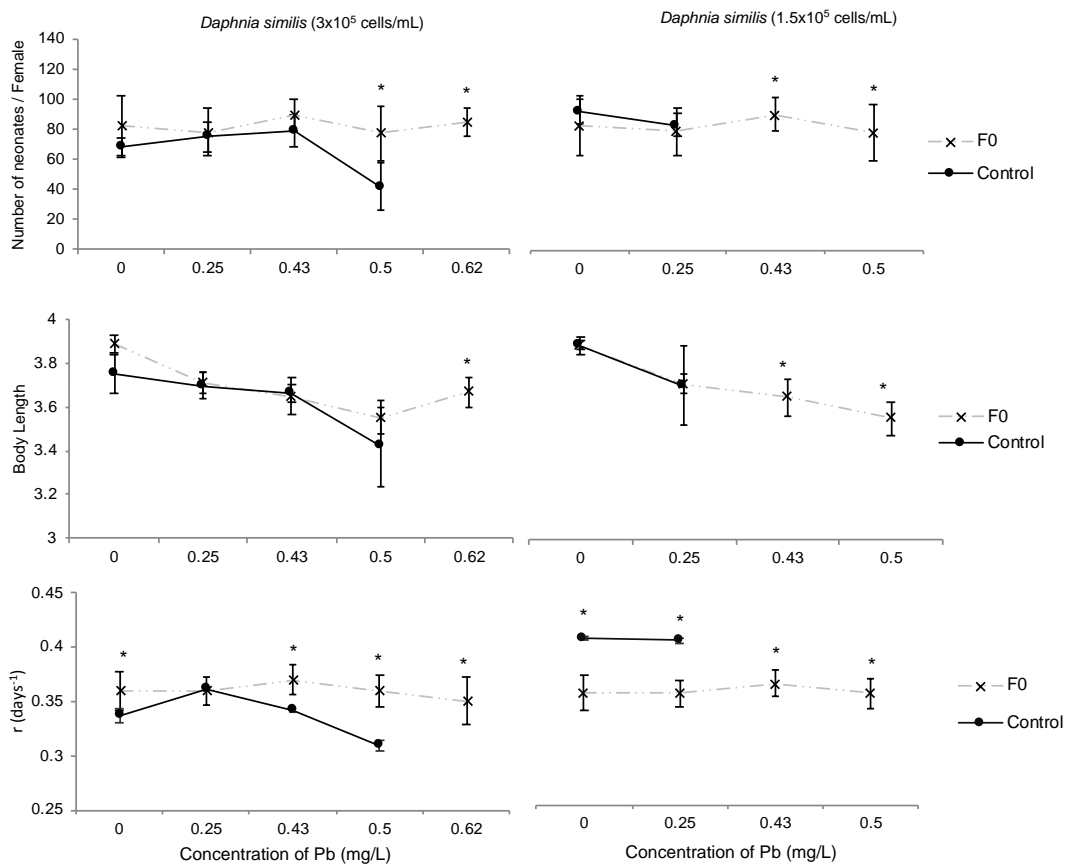 Daphnia similis (3x10⁵ cells/mL)
Daphnia similis (1.5x10⁵ cells/mL)
Number of neonates / Female
140
120
100
80
60
40
20
0
* *
0 0.25 0.43 0.5 0.62
* *
0 0.25 0.43 0.5
F0
Control
Body Length
4
3.8
3.6
3.4
3.2
3
*
0 0.25 0.43 0.5 0.62
* *
0 0.25 0.43 0.5
F0
Control
r (days⁻¹)
0.45
0.4
0.35
0.3
0.25
* * * *
0 0.25 0.43 0.5 0.62
Concentration of Pb (mg/L)
* * * *
0 0.25 0.43 0.5
Concentration of Pb (mg/L)
F0
Control